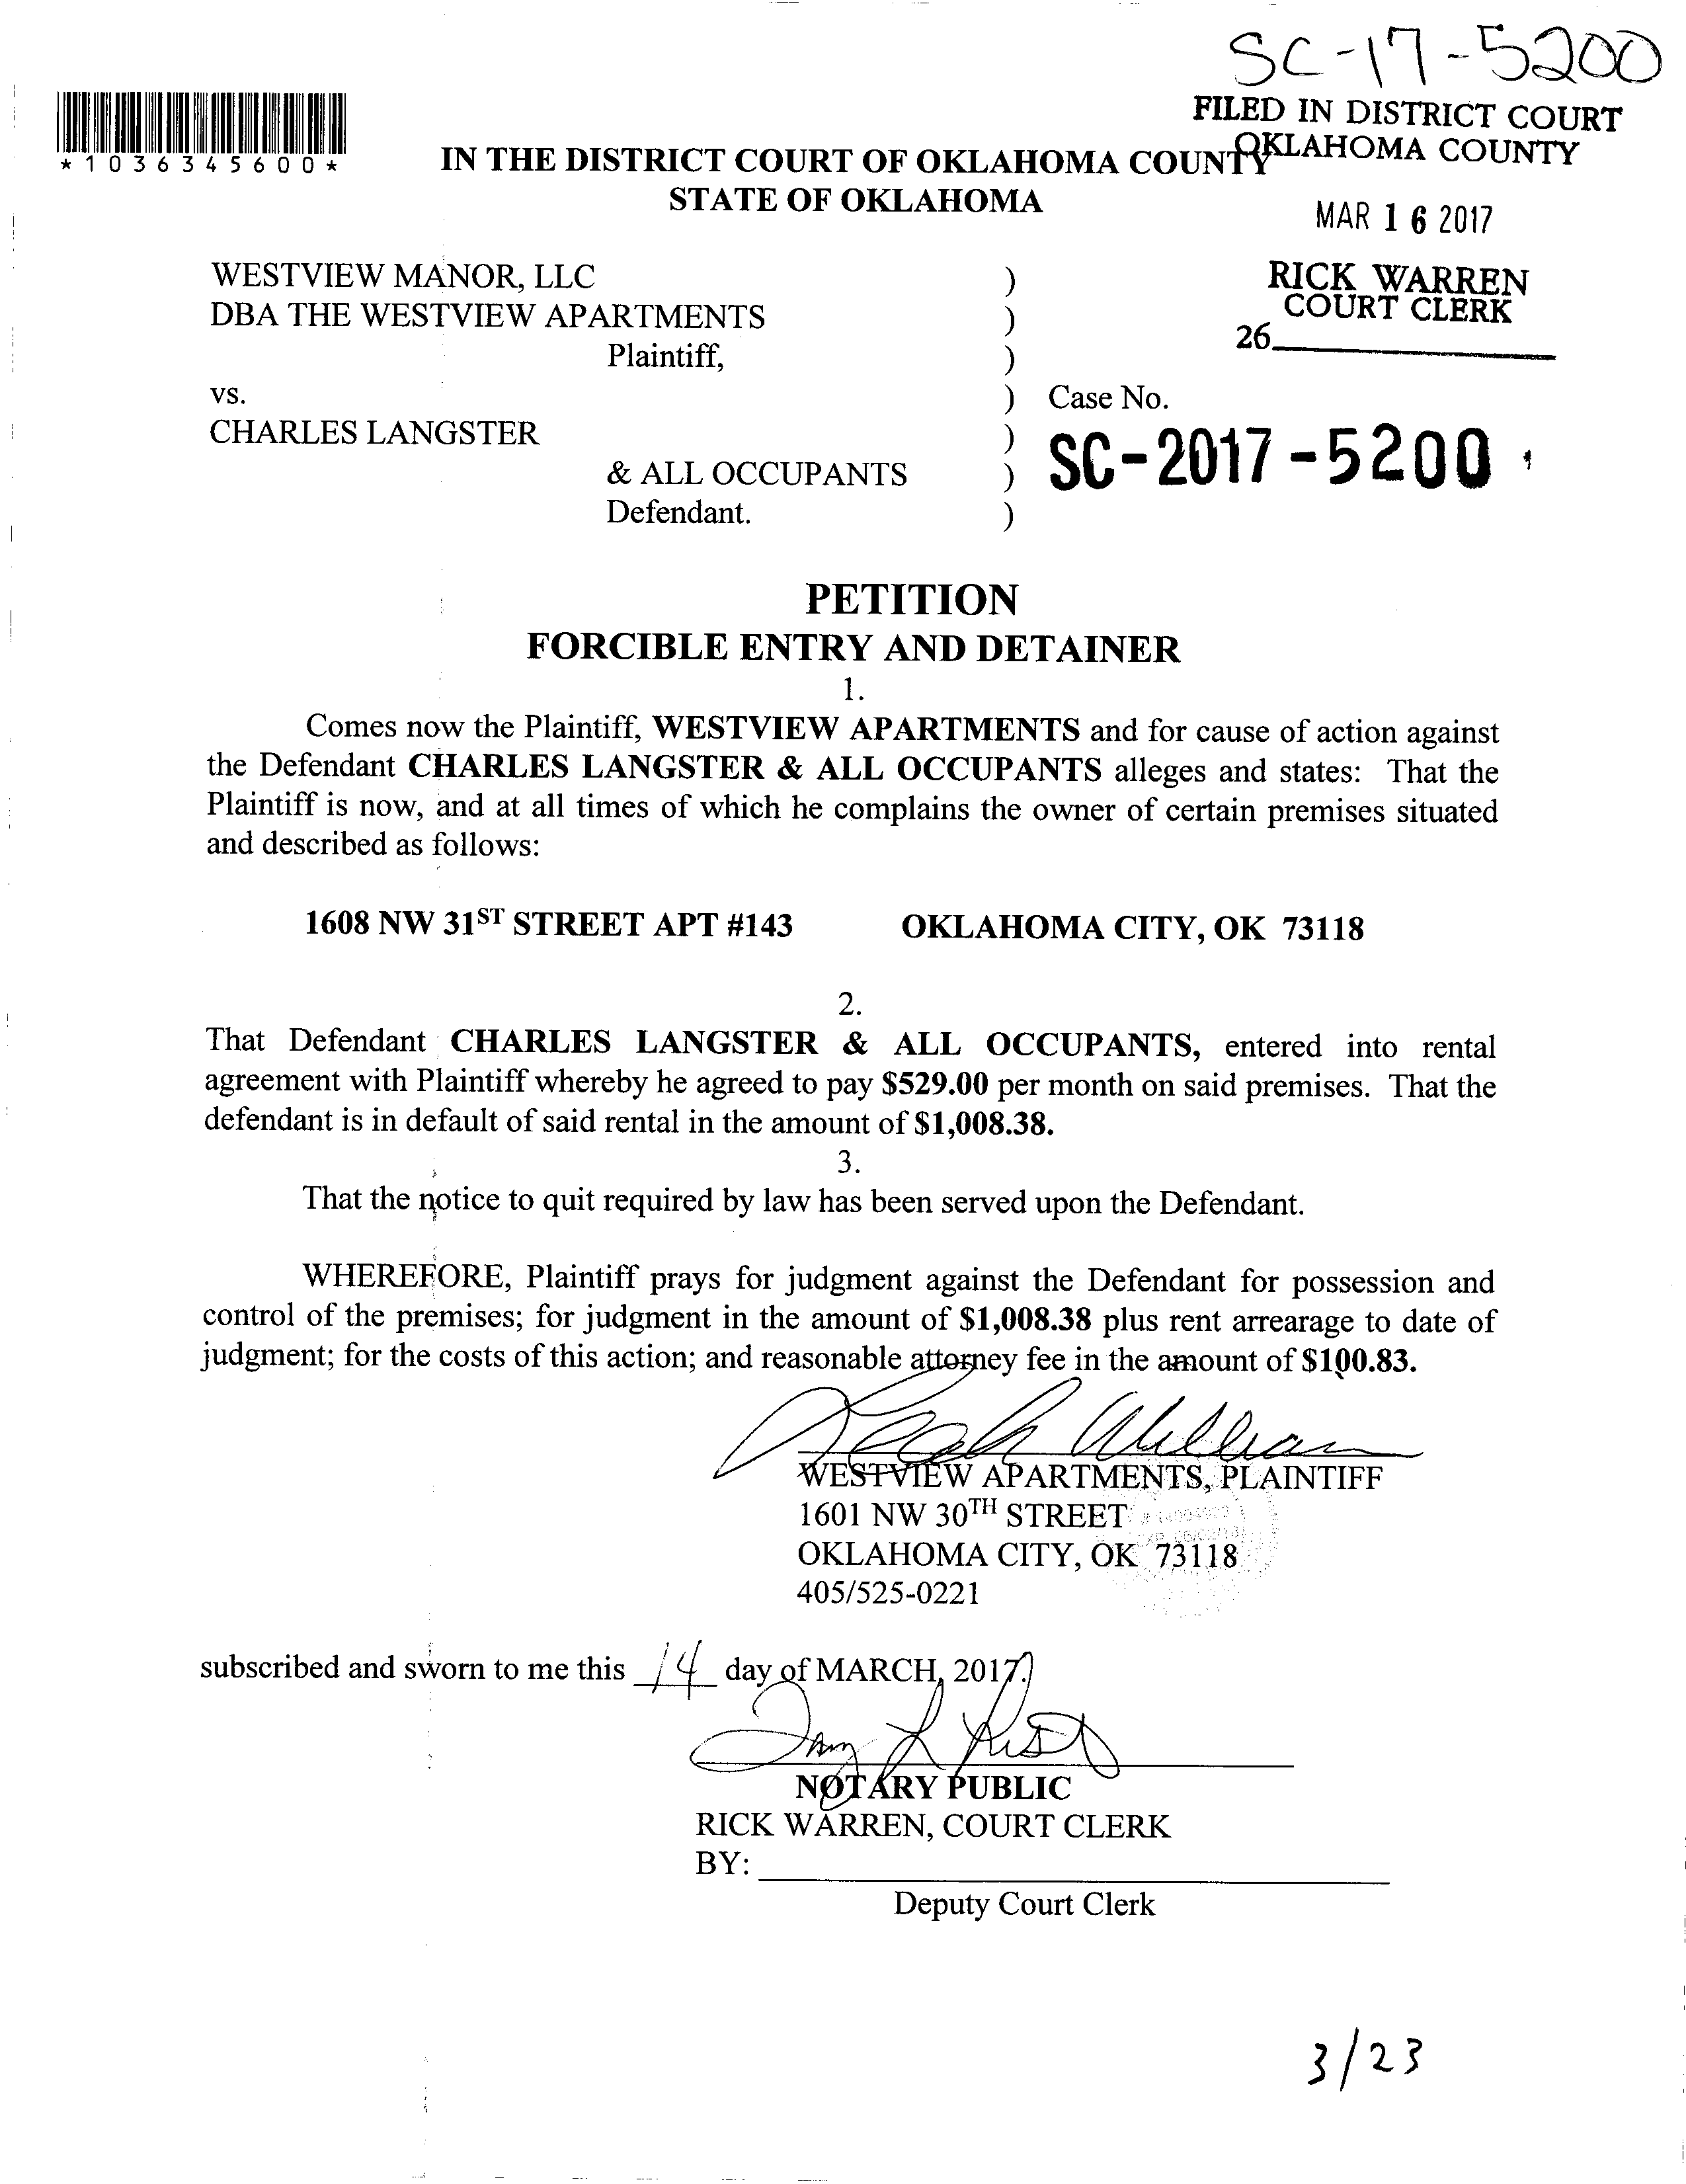 SC-17-5200
FILED IN DISTRICT COURT
OKLAHOMA COUNTY
*1036345600*
IN THE DISTRICT COURT OF OKLAHOMA COUNTY
STATE OF OKLAHOMA
MAR 16 2017
RICK WARREN
COURT CLERK
26
WESTVIEW MANOR, LLC )
DBA THE WESTVIEW APARTMENTS )
Plaintiff, )
vs. ) Case No.
CHARLES LANGSTER )
& ALL OCCUPANTS ) SC-2017-5200
Defendant. )
PETITION
FORCIBLE ENTRY AND DETAINER
1.
Comes now the Plaintiff, WESTVIEW APARTMENTS and for cause of action against
the Defendant CHARLES LANGSTER & ALL OCCUPANTS alleges and states: That the
Plaintiff is now, and at all times of which he complains the owner of certain premises situated
and described as follows:
1608 NW 31ST STREET APT #143 OKLAHOMA CITY, OK 73118
2.
That Defendant CHARLES LANGSTER & ALL OCCUPANTS, entered into rental
agreement with Plaintiff whereby he agreed to pay $529.00 per month on said premises. That the
defendant is in default of said rental in the amount of $1,008.38.
3.
That the notice to quit required by law has been served upon the Defendant.
WHEREFORE, Plaintiff prays for judgment against the Defendant for possession and
control of the premises; for judgment in the amount of $1,008.38 plus rent arrearage to date of
judgment; for the costs of this action; and reasonable attorney fee in the amount of $100.83.
WESTVIEW APARTMENTS, PLAINTIFF
1601 NW 30TH STREET
OKLAHOMA CITY, OK 73118
405/525-0221
subscribed and sworn to me this 14 day of MARCH, 2017.
NOTARY PUBLIC
RICK WARREN, COURT CLERK
BY:
Deputy Court Clerk
3/23